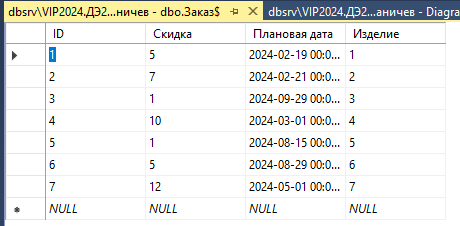 dbsrv\VIP2024.ДЭ2...ничев - dbo.Заказ$ dbsrv\VIP2024.ДЭ2...аничев - Diagra
ID Скидка Плановая дата Изделие
1 5 2024-02-19 00:0... 1
2 7 2024-02-21 00:0... 2
3 1 2024-09-29 00:0... 3
4 10 2024-03-01 00:0... 4
5 1 2024-08-15 00:0... 5
6 5 2024-08-29 00:0... 6
7 12 2024-05-01 00:0... 7
NULL NULL NULL NULL